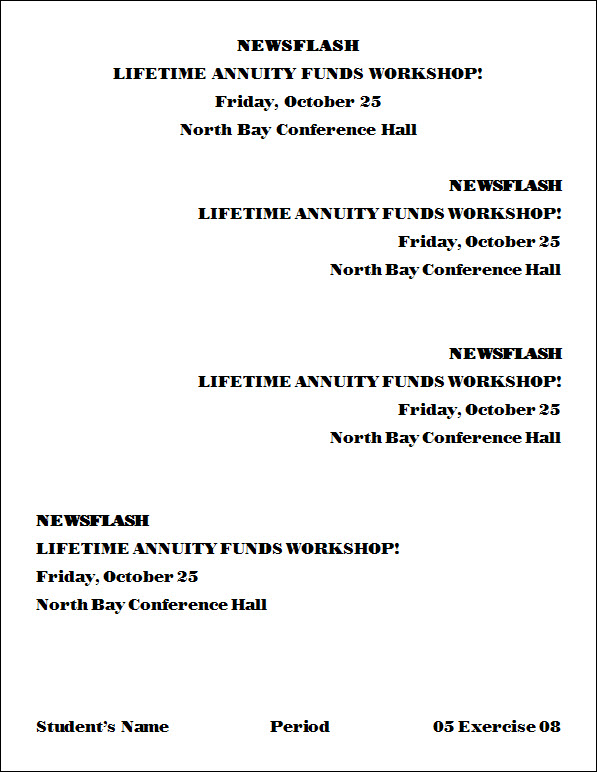 NEWSFLASH
LIFETIME ANNUITY FUNDS WORKSHOP!
Friday, October 25
North Bay Conference Hall
NEWSFLASH
LIFETIME ANNUITY FUNDS WORKSHOP!
Friday, October 25
North Bay Conference Hall
NEWSFLASH
LIFETIME ANNUITY FUNDS WORKSHOP!
Friday, October 25
North Bay Conference Hall
NEWSFLASH
LIFETIME ANNUITY FUNDS WORKSHOP!
Friday, October 25
North Bay Conference Hall
Student’s Name Period 05 Exercise 08